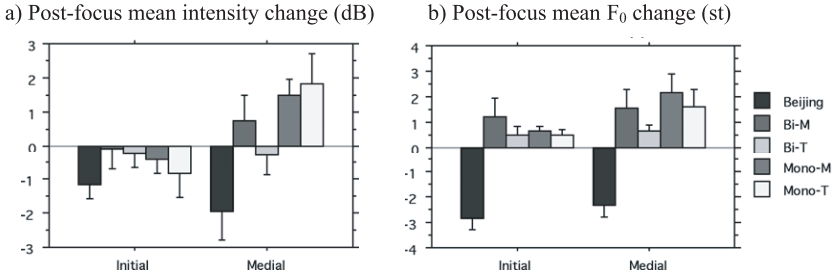 a) Post-focus mean intensity change (dB)
b) Post-focus mean F₀ change (st)
3
2
1
0
-1
-2
-3
Initial Medial
4
3
2
1
0
-1
-2
-3
-4
Initial Medial
Beijing
Bi-M
Bi-T
Mono-M
Mono-T